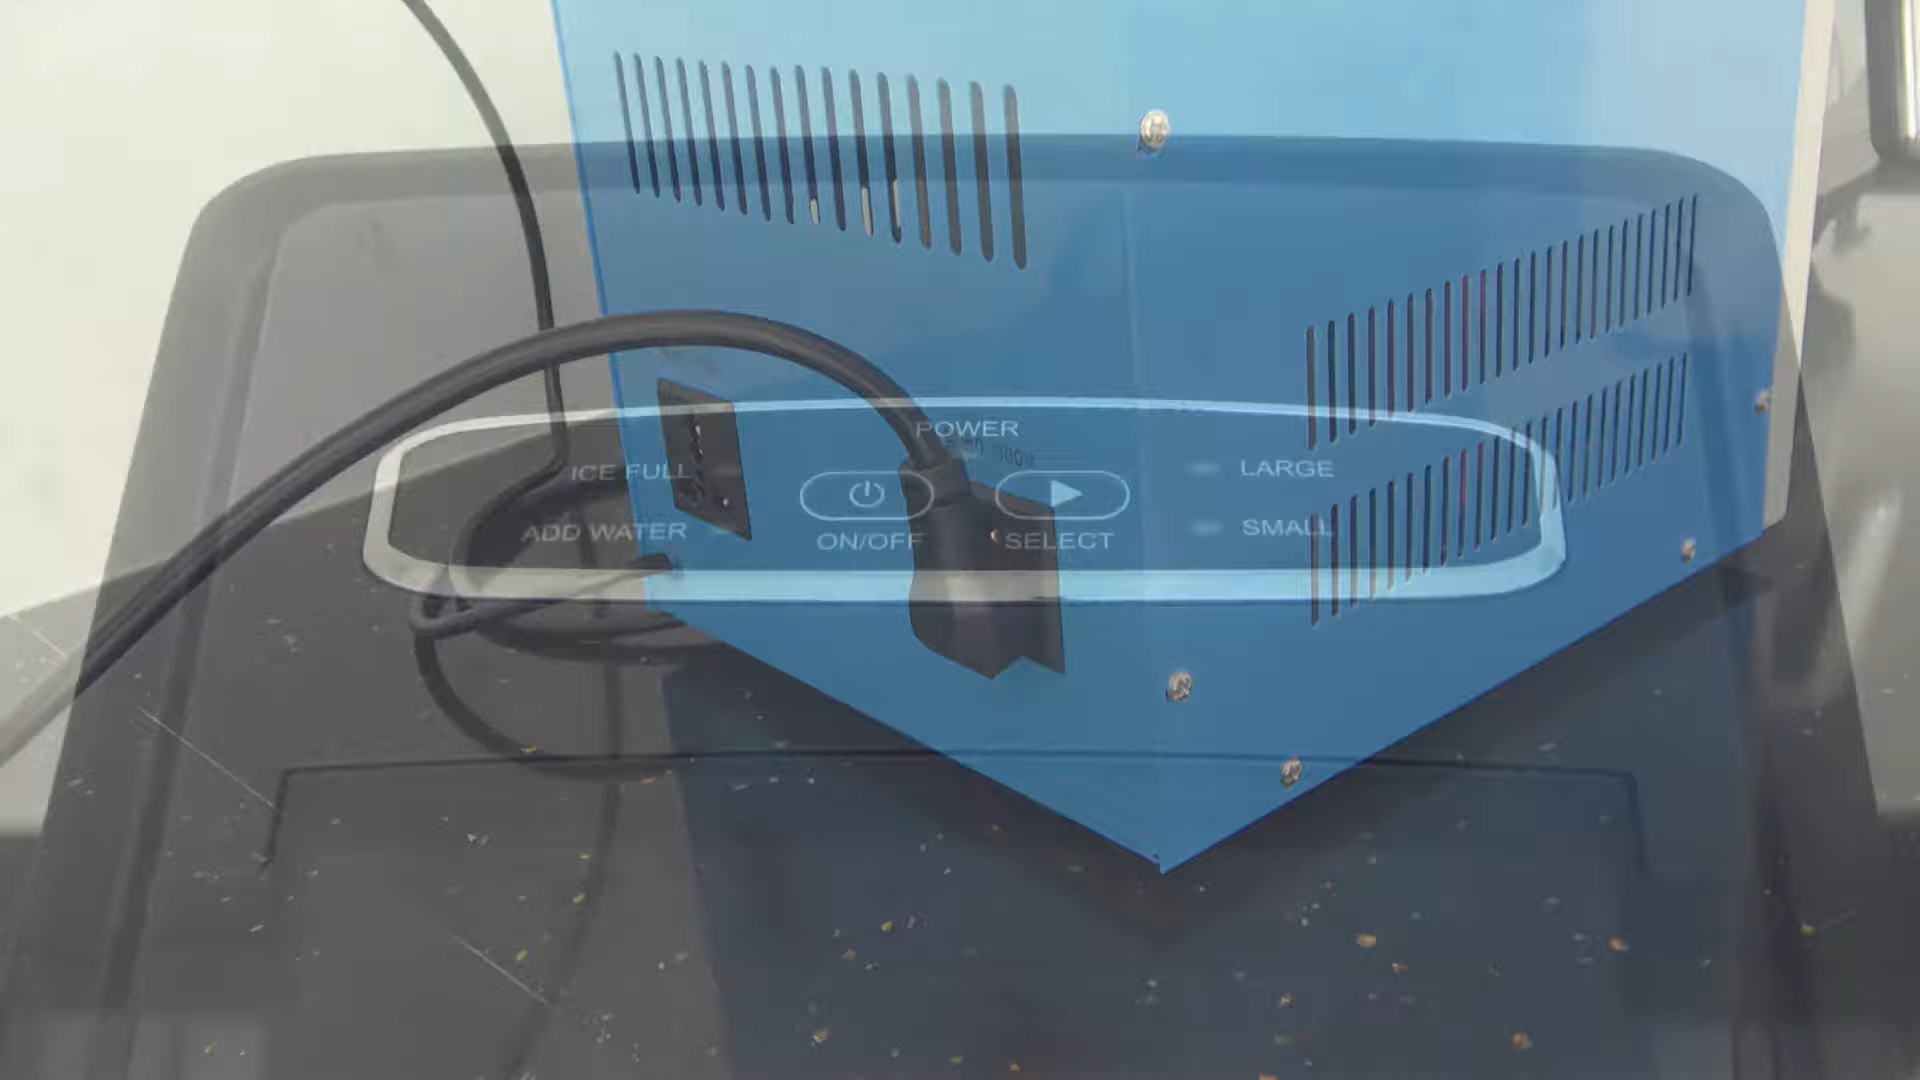 POWER
ICE FULL
LARGE
ADD WATER
SMALL
ON/OFF
SELECT